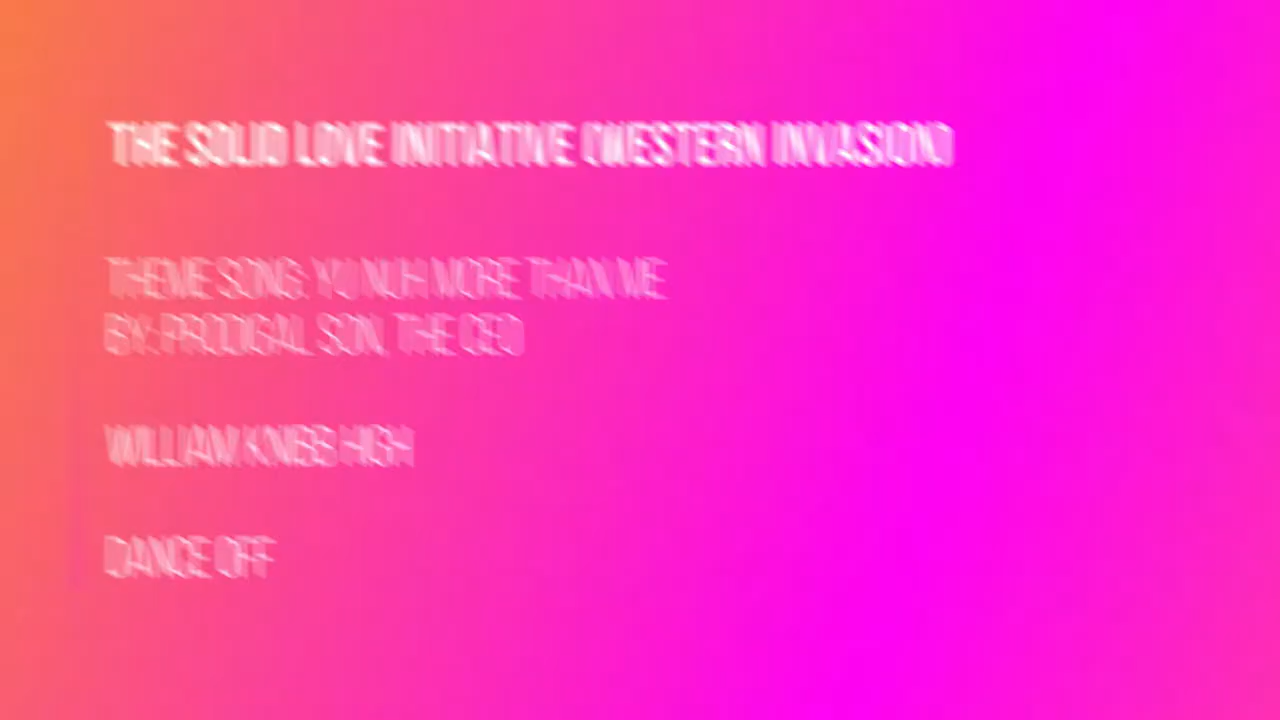 THE SOLID LOVE INITIATIVE (WESTERN INVASION)
THEME SONG: YU NUH MORE THAN ME
BY: PRODIGAL SON, THE CEO
WILLIAM KNIBB HIGH
DANCE OFF